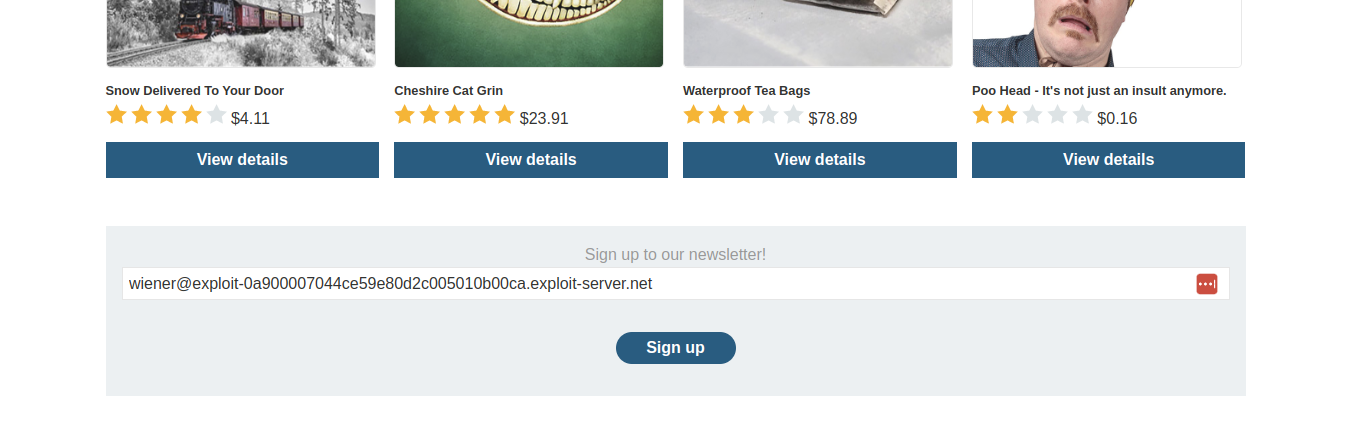 Snow Delivered To Your Door
$4.11
View details
Cheshire Cat Grin
$23.91
View details
Waterproof Tea Bags
$78.89
View details
Poo Head - It's not just an insult anymore.
$0.16
View details
Sign up to our newsletter!
wiener@exploit-0a900007044ce59e80d2c005010b00ca.exploit-server.net
Sign up